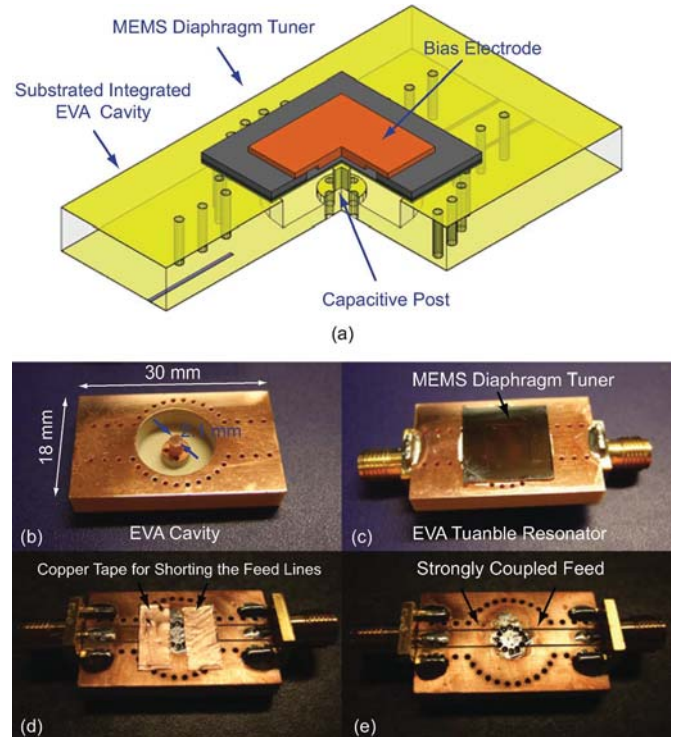 MEMS Diaphragm Tuner
Bias Electrode
Substrated Integrated
EVA Cavity
Capacitive Post
(a)
30 mm
18 mm
mm
(b)
EVA Cavity
MEMS Diaphragm Tuner
(c)
EVA Tuanble Resonator
Copper Tape for Shorting the Feed Lines
(d)
Strongly Coupled Feed
(e)